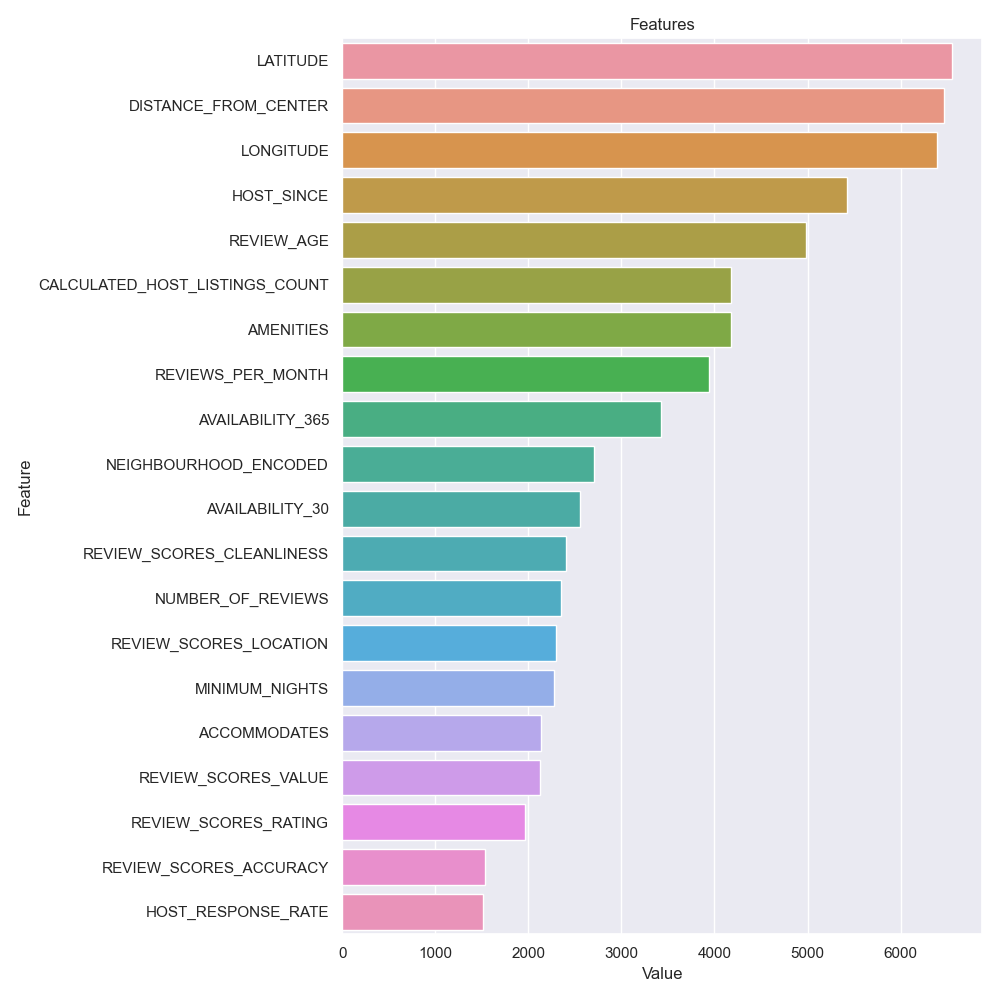 Features
LATITUDE
DISTANCE_FROM_CENTER
LONGITUDE
HOST_SINCE
REVIEW_AGE
CALCULATED_HOST_LISTINGS_COUNT
AMENITIES
REVIEWS_PER_MONTH
AVAILABILITY_365
NEIGHBOURHOOD_ENCODED
AVAILABILITY_30
REVIEW_SCORES_CLEANLINESS
NUMBER_OF_REVIEWS
REVIEW_SCORES_LOCATION
MINIMUM_NIGHTS
ACCOMMODATES
REVIEW_SCORES_VALUE
REVIEW_SCORES_RATING
REVIEW_SCORES_ACCURACY
HOST_RESPONSE_RATE
Feature
0 1000 2000 3000 4000 5000 6000
Value